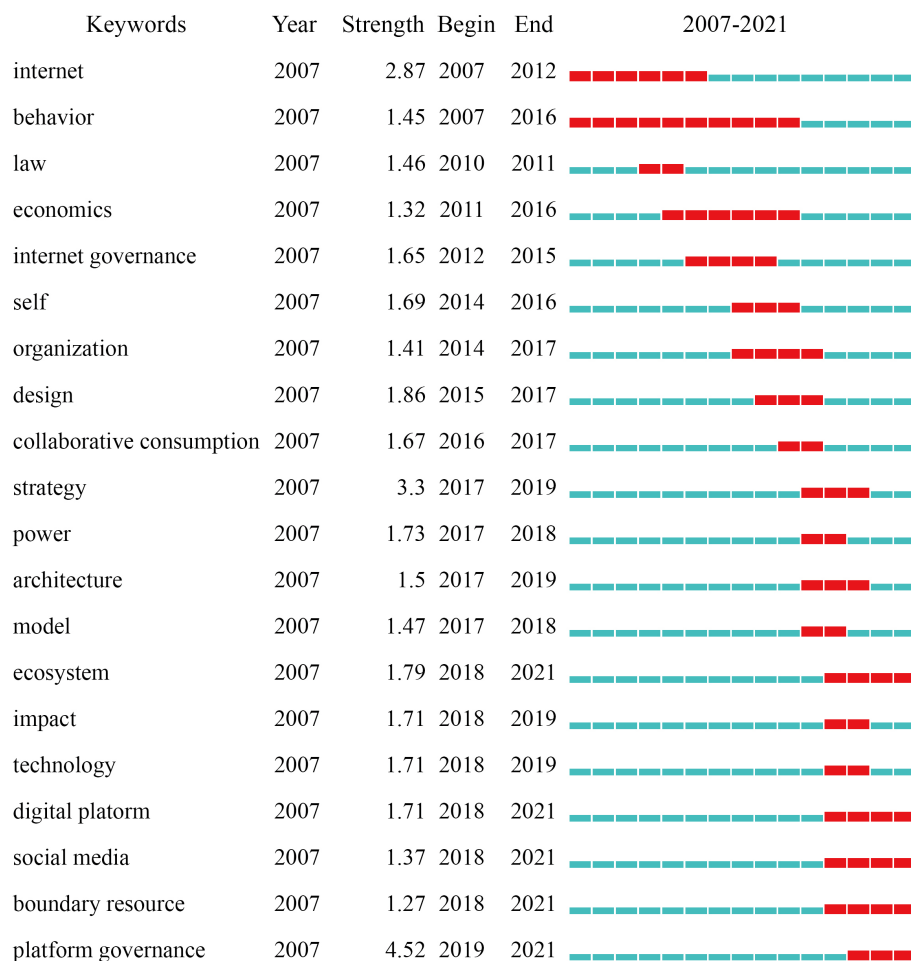 Keywords Year Strength Begin End 2007-2021
internet 2007 2.87 2007 2012
behavior 2007 1.45 2007 2016
law 2007 1.46 2010 2011
economics 2007 1.32 2011 2016
internet governance 2007 1.65 2012 2015
self 2007 1.69 2014 2016
organization 2007 1.41 2014 2017
design 2007 1.86 2015 2017
collaborative consumption 2007 1.67 2016 2017
strategy 2007 3.3 2017 2019
power 2007 1.73 2017 2018
architecture 2007 1.5 2017 2019
model 2007 1.47 2017 2018
ecosystem 2007 1.79 2018 2021
impact 2007 1.71 2018 2019
technology 2007 1.71 2018 2019
digital platorm 2007 1.71 2018 2021
social media 2007 1.37 2018 2021
boundary resource 2007 1.27 2018 2021
platform governance 2007 4.52 2019 2021